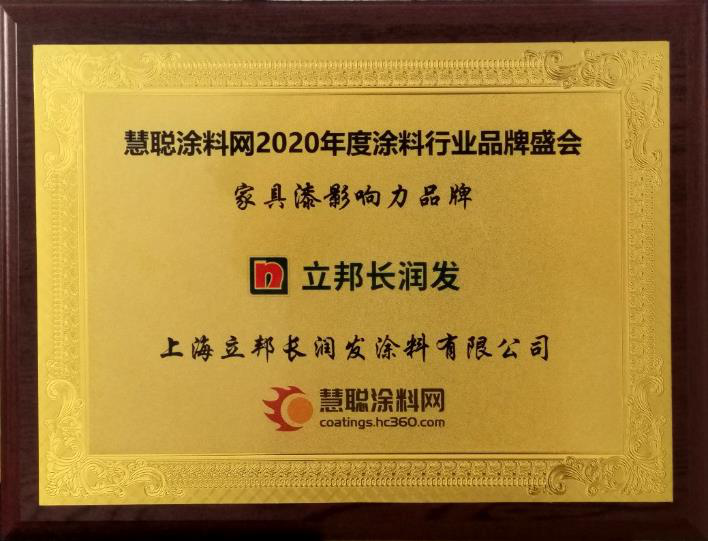 慧聪涂料网2020年度涂料行业品牌盛会
家具漆影响力品牌
n 立邦长润发
上海立邦长润发涂料有限公司
慧聪涂料网
coatings.hc360.com